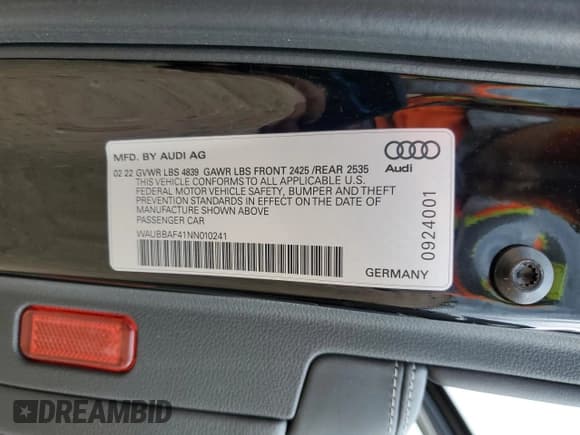 MFD. BY AUDI AG
Audi
02 22 GVWR LBS 4839 GAWR LBS FRONT 2425 /REAR 2535
THIS VEHICLE CONFORMS TO ALL APPLICABLE U.S.
FEDERAL MOTOR VEHICLE SAFETY, BUMPER AND THEFT
PREVENTION STANDARDS IN EFFECT ON THE DATE OF
MANUFACTURE SHOWN ABOVE
PASSENGER CAR
WAUBBAF41NN010241
0924001
GERMANY
DREAMBID